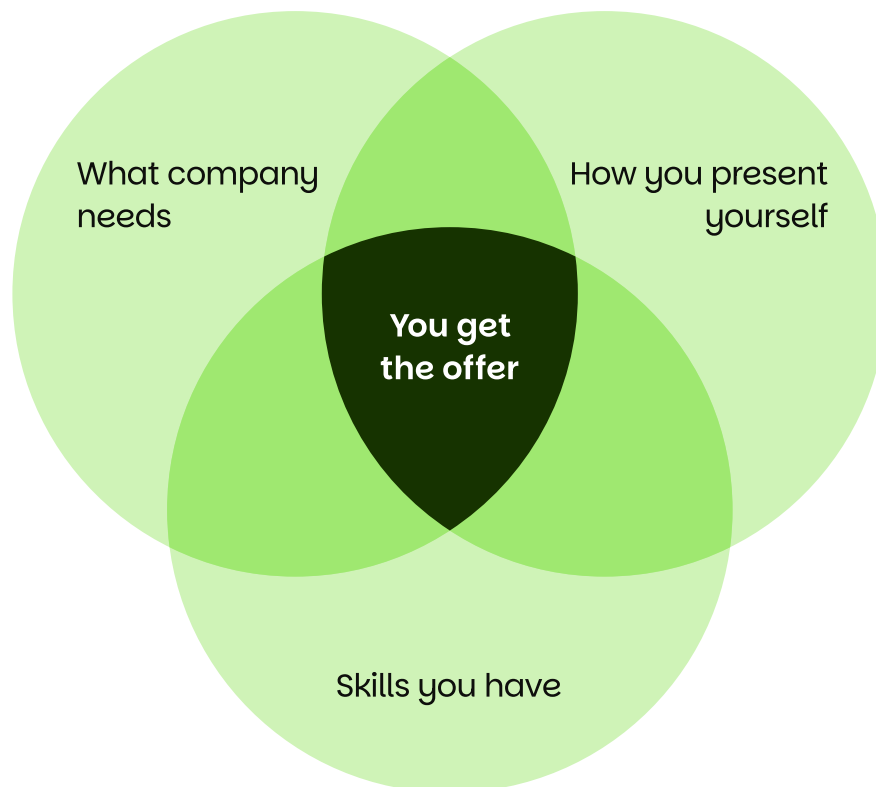 What company
needs
How you present
yourself
You get
the offer
Skills you have